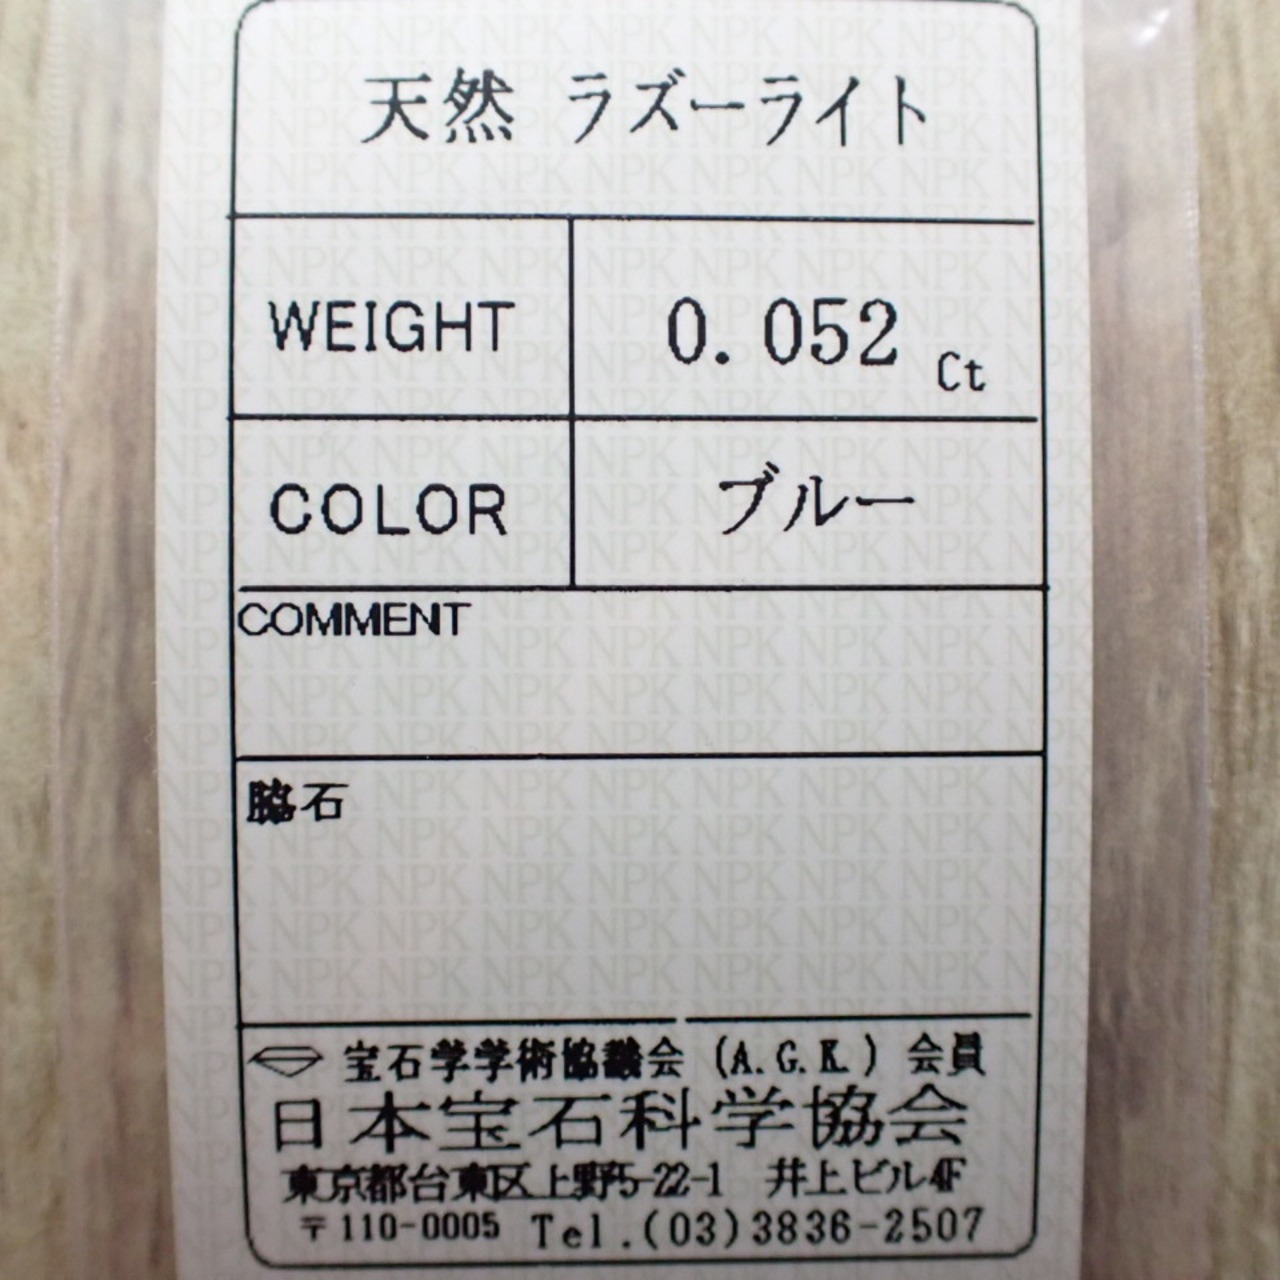 天然 ラズーライト
WEIGHT 0.052 Ct
COLOR ブルー
COMMENT
脇石
宝石学学術協議会 (A.G.K.) 会員
日本宝石科学協会
東京都台東区上野5-22-1 井上ビル4F
〒110-0005 Tel.(03)3836-2507